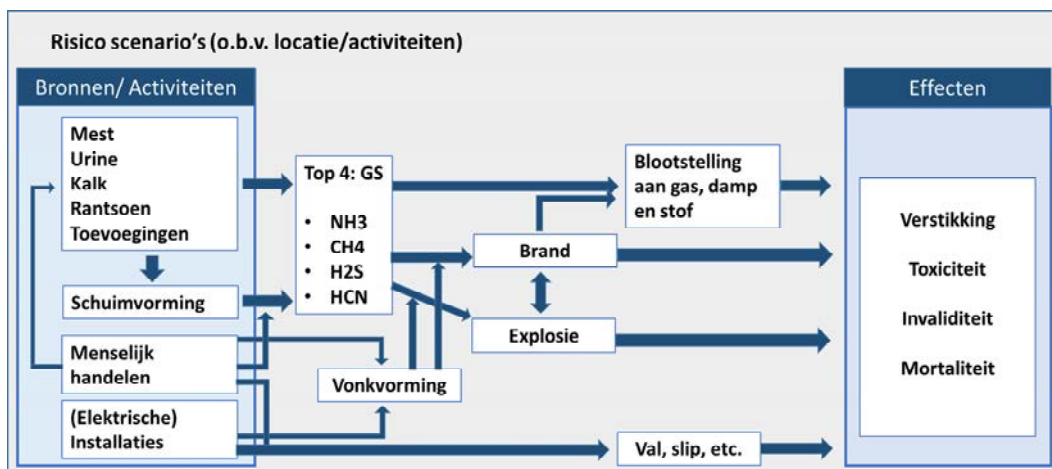 Risico scenario's (o.b.v. locatie/activiteiten)
Bronnen/ Activiteiten
Mest
Urine
Kalk
Rantsoen
Toevoegingen
Schuimvorming
Menselijk
handelen
(Elektrische)
Installaties
Top 4: GS
• NH3
• CH4
• H2S
• HCN
Vonkvorming
Brand
Explosie
Blootstelling
aan gas, damp
en stof
Val, slip, etc.
Effecten
Verstikking
Toxiciteit
Invaliditeit
Mortaliteit